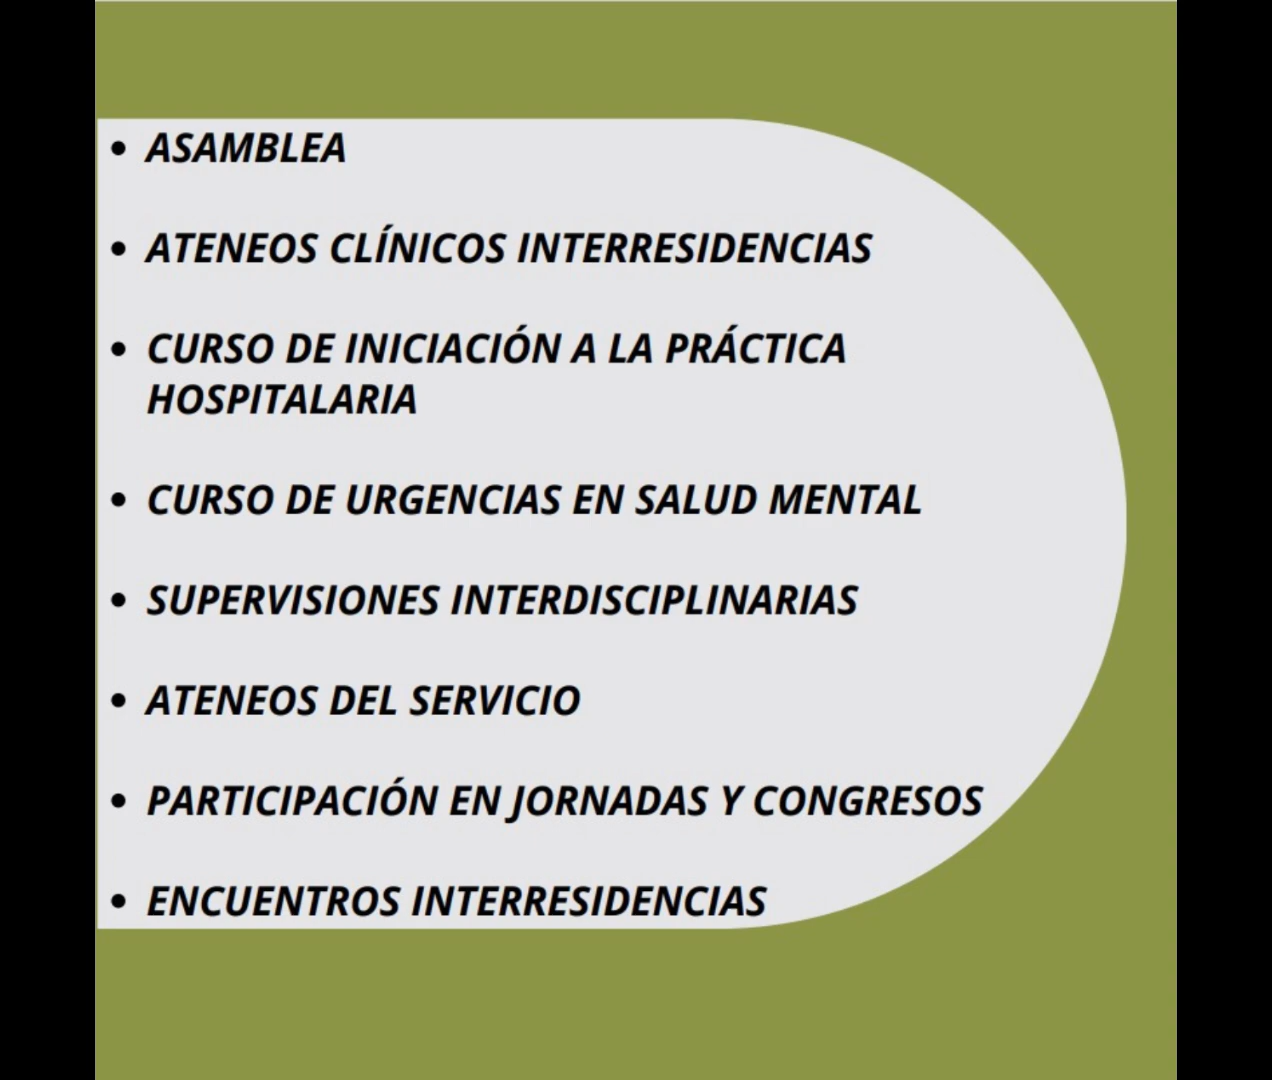 • ASAMBLEA
• ATENEOS CLÍNICOS INTERRESIDENCIAS
• CURSO DE INICIACIÓN A LA PRÁCTICA
HOSPITALARIA
• CURSO DE URGENCIAS EN SALUD MENTAL
• SUPERVISIONES INTERDISCIPLINARIAS
• ATENEOS DEL SERVICIO
• PARTICIPACIÓN EN JORNADAS Y CONGRESOS
• ENCUENTROS INTERRESIDENCIAS